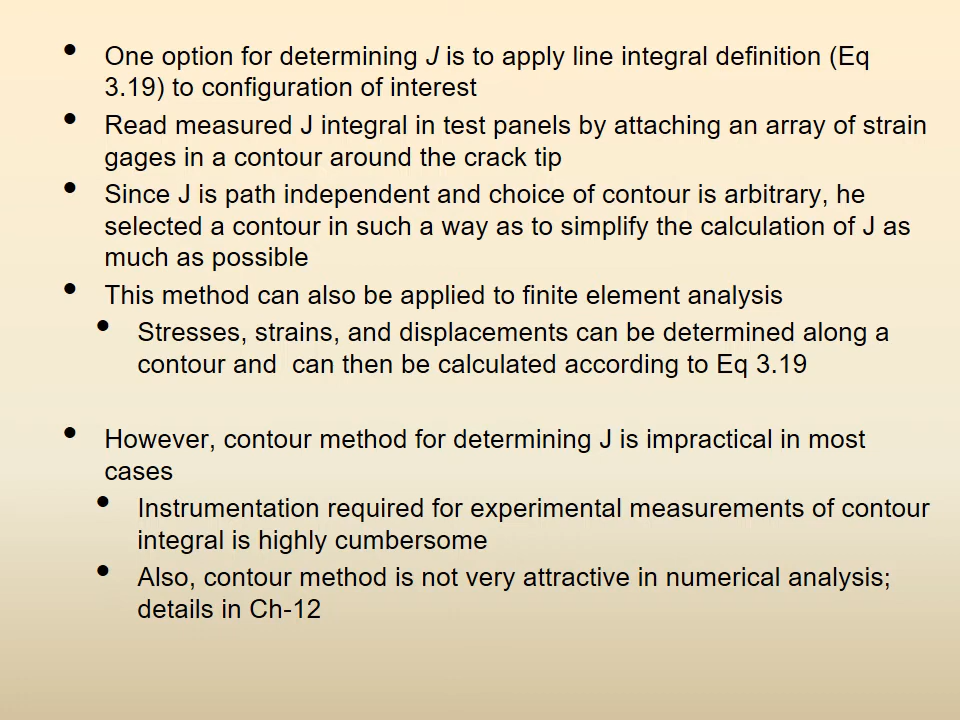 • One option for determining J is to apply line integral definition (Eq
3.19) to configuration of interest
• Read measured J integral in test panels by attaching an array of strain
gages in a contour around the crack tip
• Since J is path independent and choice of contour is arbitrary, he
selected a contour in such a way as to simplify the calculation of J as
much as possible
• This method can also be applied to finite element analysis
• Stresses, strains, and displacements can be determined along a
contour and  can then be calculated according to Eq 3.19
• However, contour method for determining J is impractical in most
cases
• Instrumentation required for experimental measurements of contour
integral is highly cumbersome
• Also, contour method is not very attractive in numerical analysis;
details in Ch-12